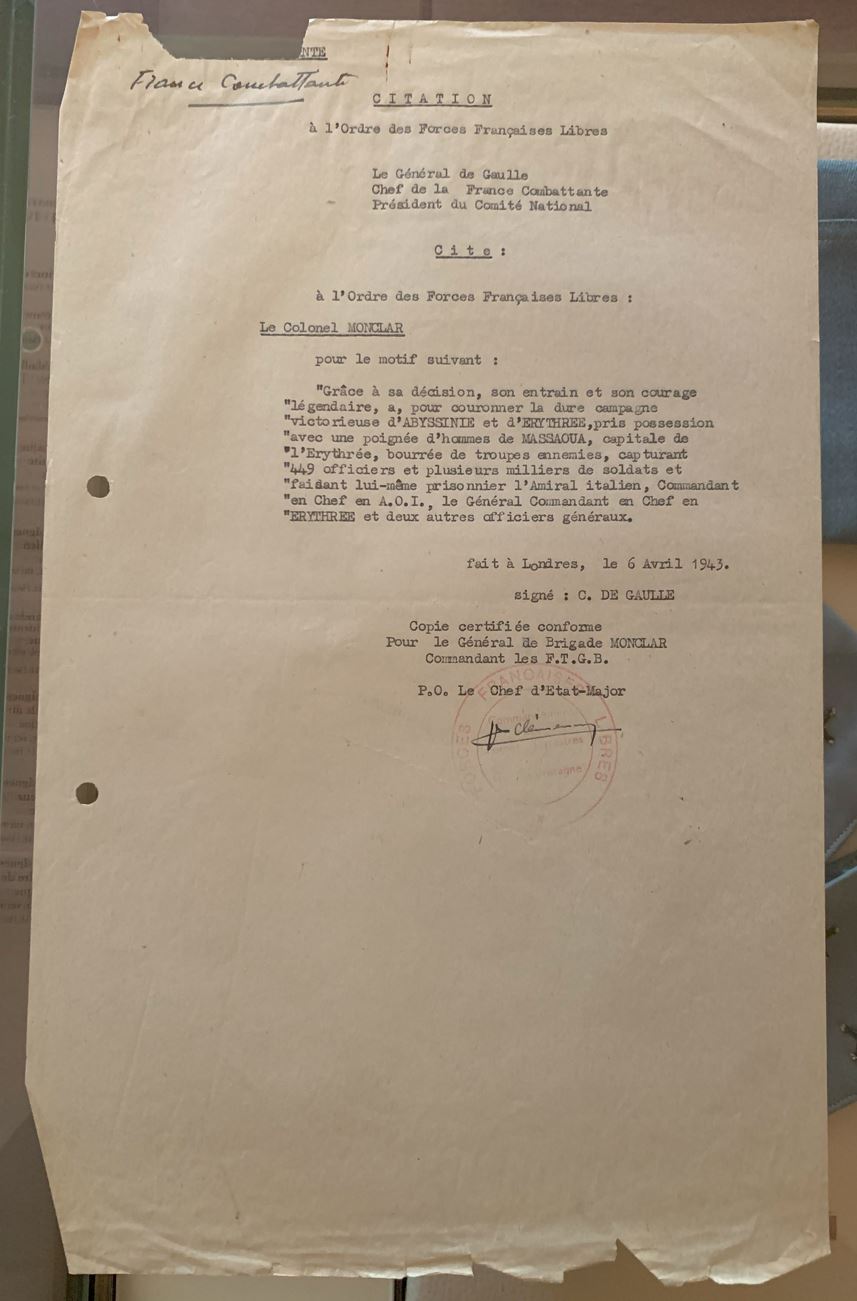 NTE
France Combattante
CITATION
à l'Ordre des Forces Françaises Libres
Le Général de Gaulle
Chef de la France Combattante
Président du Comité National
Cite :
à l'Ordre des Forces Françaises Libres :
Le Colonel MONCLAR
pour le motif suivant :
"Grâce à sa décision, son entrain et son courage
"légendaire, a, pour couronner la dure campagne
"victorieuse d'ABYSSINIE et d'ERYTHREE,pris possession
"avec une poignée d'hommes de MASSAOUA, capitale de
"l'Erythrée, bourrée de troupes ennemies, capturant
"449 officiers et plusieurs milliers de soldats et
"faisant lui-même prisonnier l'Amiral italien, Commandant
"en Chef en A.O.I., le Général Commandant en Chef en
"ERYTHREE et deux autres officiers généraux.
fait à Londres, le 6 Avril 1943.
signé : C. DE GAULLE
Copie certifiée conforme
Pour le Général de Brigade MONCLAR
Commandant les F.T.G.B.
P.O. Le Chef d'Etat-Major
FORCES FRANÇAISES LIBRES